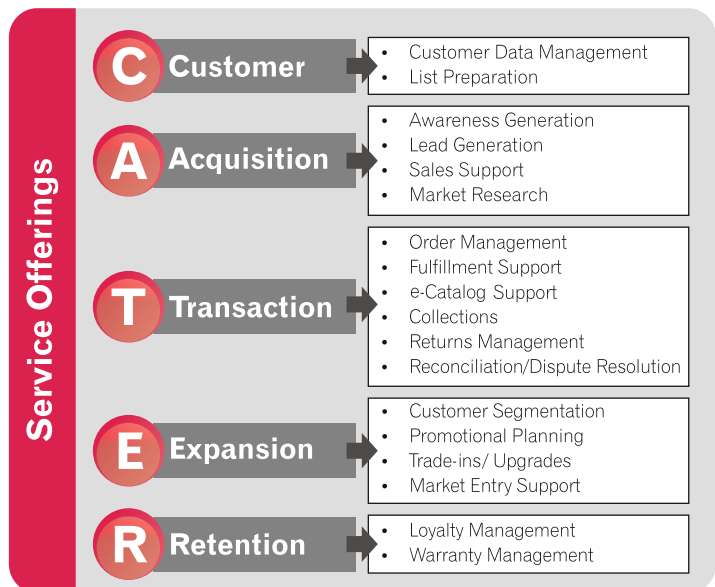 Service Offerings
C Customer
• Customer Data Management
• List Preparation
A Acquisition
• Awareness Generation
• Lead Generation
• Sales Support
• Market Research
T Transaction
• Order Management
• Fulfillment Support
• e-Catalog Support
• Collections
• Returns Management
• Reconciliation/Dispute Resolution
E Expansion
• Customer Segmentation
• Promotional Planning
• Trade-ins/ Upgrades
• Market Entry Support
R Retention
• Loyalty Management
• Warranty Management